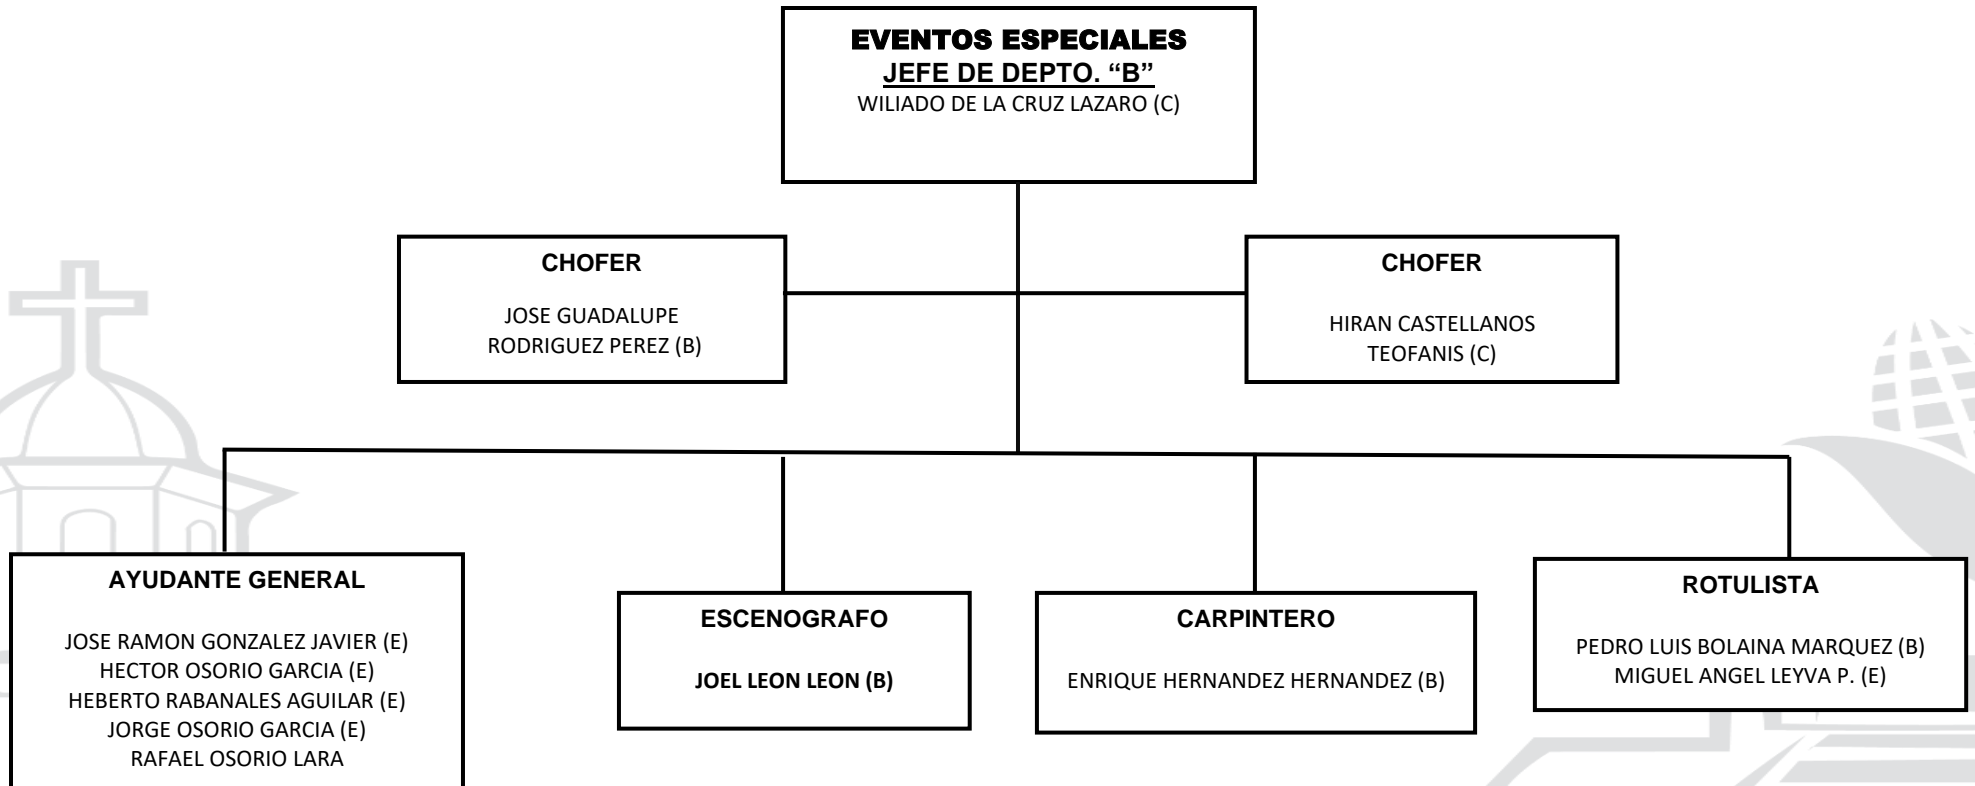 EVENTOS ESPECIALES
JEFE DE DEPTO. “B”
WILIADO DE LA CRUZ LAZARO (C)
CHOFER
JOSE GUADALUPE
RODRIGUEZ PEREZ (B)
CHOFER
HIRAN CASTELLANOS
TEOFANIS (C)
AYUDANTE GENERAL
JOSE RAMON GONZALEZ JAVIER (E)
HECTOR OSORIO GARCIA (E)
HEBERTO RABANALES AGUILAR (E)
JORGE OSORIO GARCIA (E)
RAFAEL OSORIO LARA
ESCENOGRAFO
JOEL LEON LEON (B)
CARPINTERO
ENRIQUE HERNANDEZ HERNANDEZ (B)
ROTULISTA
PEDRO LUIS BOLAINA MARQUEZ (B)
MIGUEL ANGEL LEYVA P. (E)